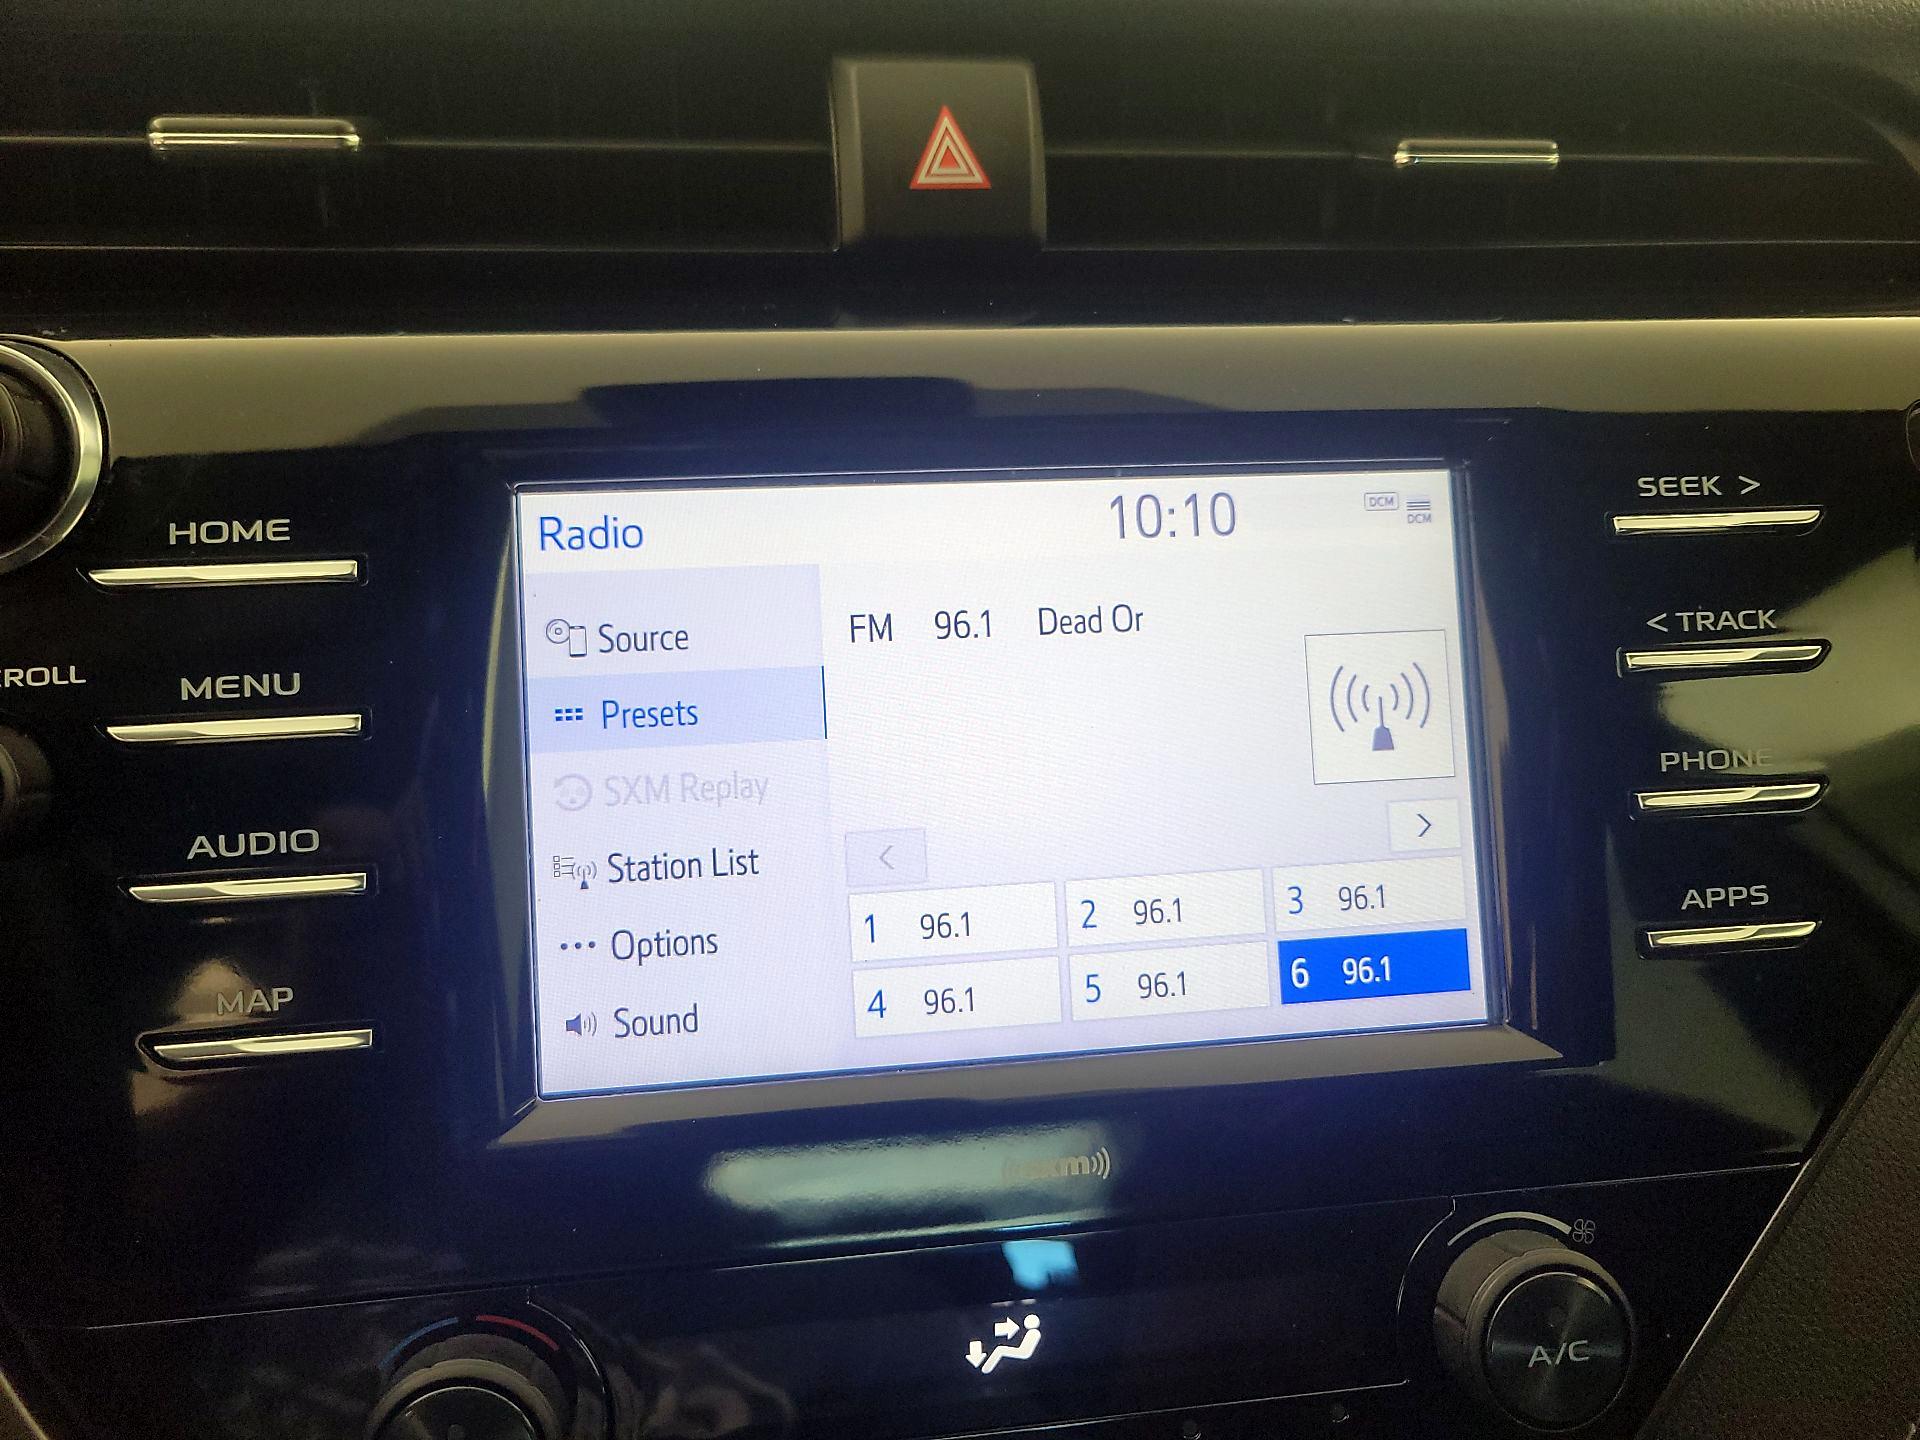 HOME
MENU
AUDIO
MAP
Radio
10:10
DCM
DCM
Source
Presets
SXM Replay
Station List
Options
Sound
FM 96.1 Dead Or
< >
1 96.1
2 96.1
3 96.1
4 96.1
5 96.1
6 96.1
SEEK >
< TRACK
PHONE
APPS
A/C